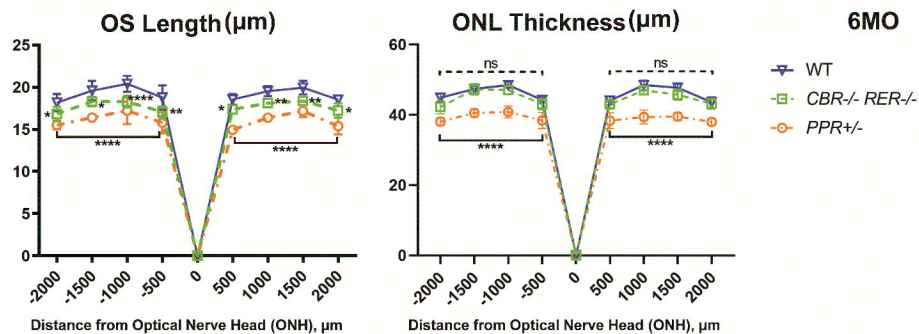 OS Length(µm)
25
20
15
10
5
0
* * **** ** * ** ** *
**** ****
-2000 -1500 -1000 -500 0 500 1000 1500 2000
Distance from Optical Nerve Head (ONH), µm
ONL Thickness(µm)
60
40
20
0
ns ns
**** ****
-2000 -1500 -1000 -500 0 500 1000 1500 2000
Distance from Optical Nerve Head (ONH), µm
6MO
WT
CBR-/- RER-/-
PPR+/-